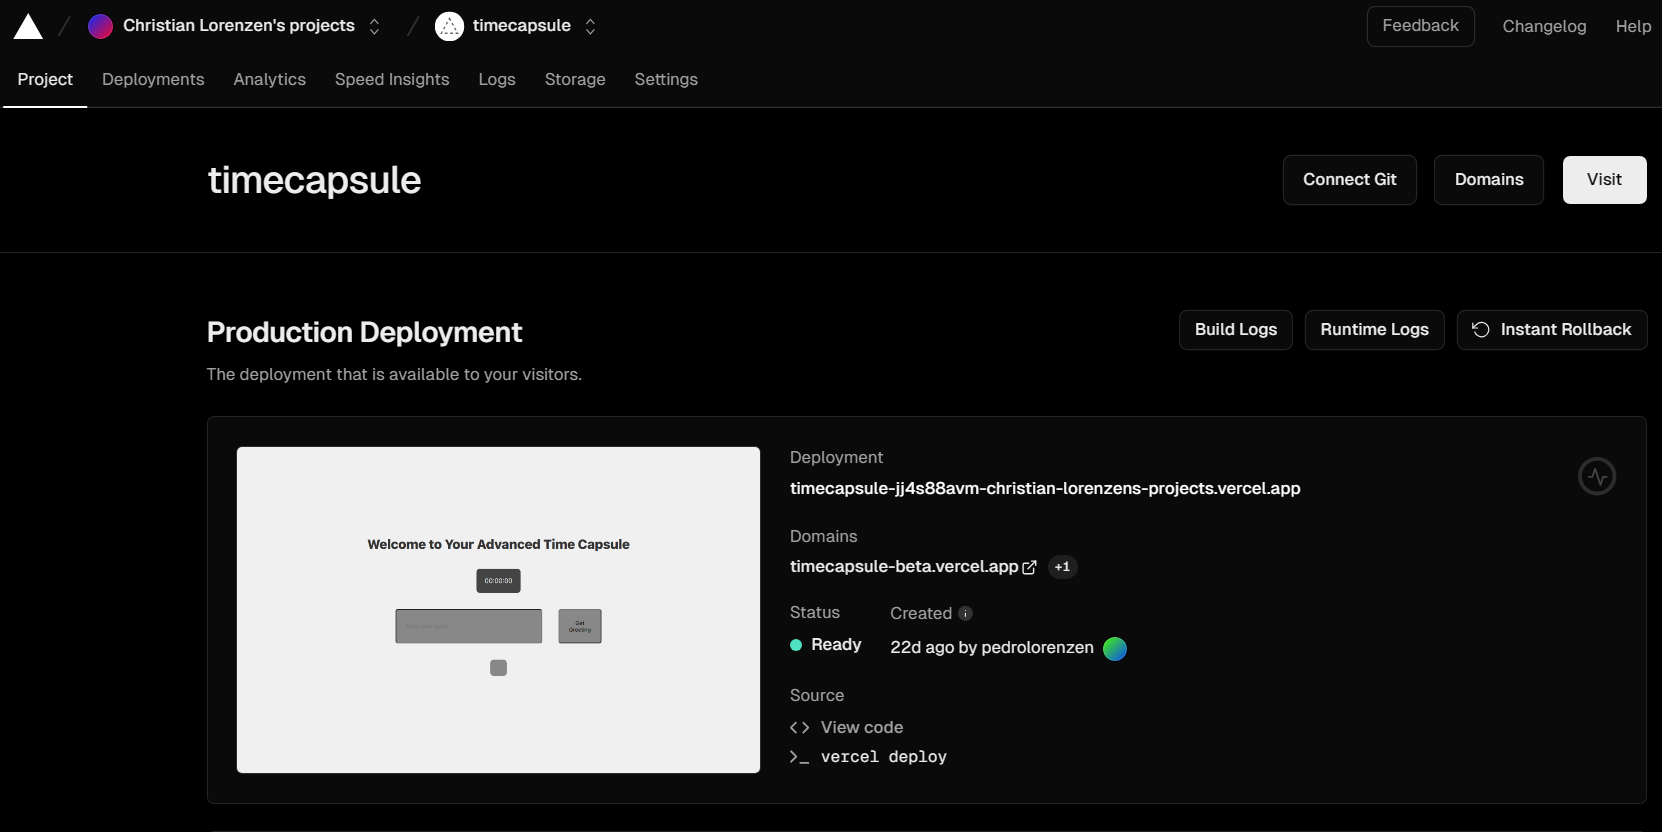 Christian Lorenzen's projects timecapsule Feedback Changelog Help
Project Deployments Analytics Speed Insights Logs Storage Settings
timecapsule Connect Git Domains Visit
Production Deployment Build Logs Runtime Logs Instant Rollback
The deployment that is available to your visitors.
Welcome to Your Advanced Time Capsule
00:00:00
Get
Greeting
Deployment
timecapsule-jj4s88avm-christian-lorenzens-projects.vercel.app
Domains
timecapsule-beta.vercel.app +1
Status Created
Ready 22d ago by pedrolorenzen
Source
View code
vercel deploy